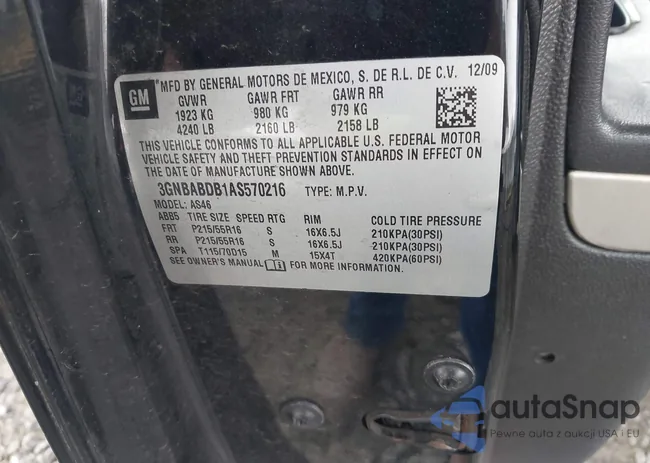 GM
MFD BY GENERAL MOTORS DE MEXICO, S. DE R.L. DE C.V. 12/09
GVWR GAWR FRT GAWR RR
1923 KG 980 KG 979 KG
4240 LB 2160 LB 2158 LB
THIS VEHICLE CONFORMS TO ALL APPLICABLE U.S. FEDERAL MOTOR
VEHICLE SAFETY AND THEFT PREVENTION STANDARDS IN EFFECT ON
THE DATE OF MANUFACTURE SHOWN ABOVE.
3GNBABDB1AS570216 TYPE: M.P.V.
MODEL: AS46
ABB5 TIRE SIZE SPEED RTG RIM COLD TIRE PRESSURE
FRT P215/55R16 S 16X6.5J 210KPA(30PSI)
RR P215/55R16 S 16X6.5J 210KPA(30PSI)
SPA T115/70D15 M 15X4T 420KPA(60PSI)
SEE OWNER'S MANUAL FOR MORE INFORMATION
autaSnap
Pewne auta z aukcji USA i EU